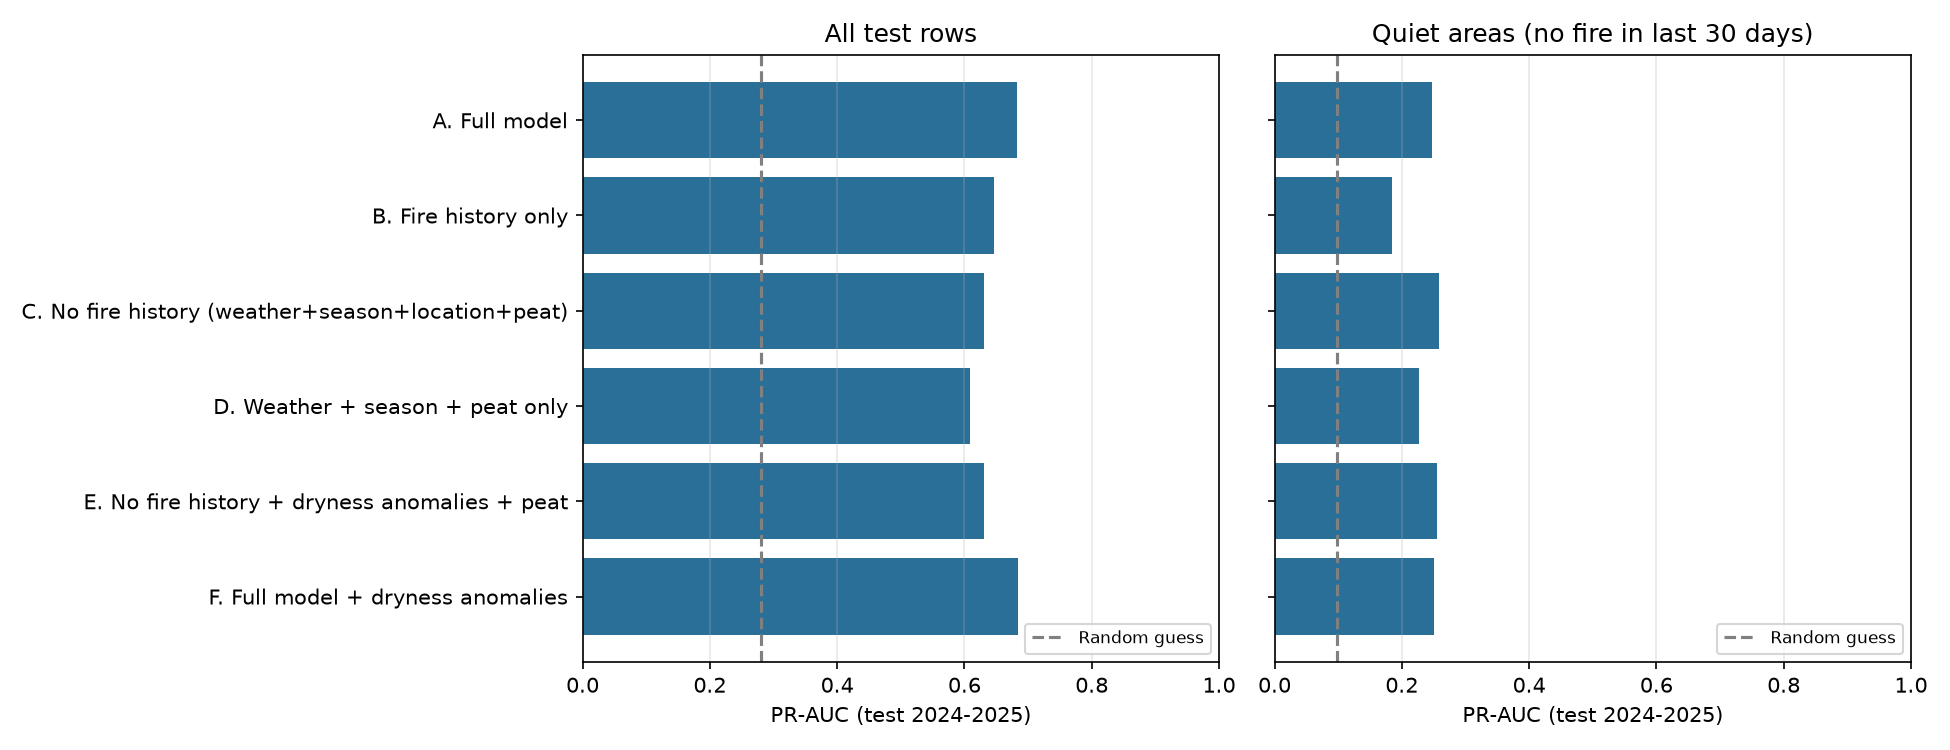 All test rows
Quiet areas (no fire in last 30 days)
A. Full model
B. Fire history only
C. No fire history (weather+season+location+peat)
D. Weather + season + peat only
E. No fire history + dryness anomalies + peat
F. Full model + dryness anomalies
Random guess
Random guess
0.0 0.2 0.4 0.6 0.8 1.0
0.0 0.2 0.4 0.6 0.8 1.0
PR-AUC (test 2024-2025)
PR-AUC (test 2024-2025)